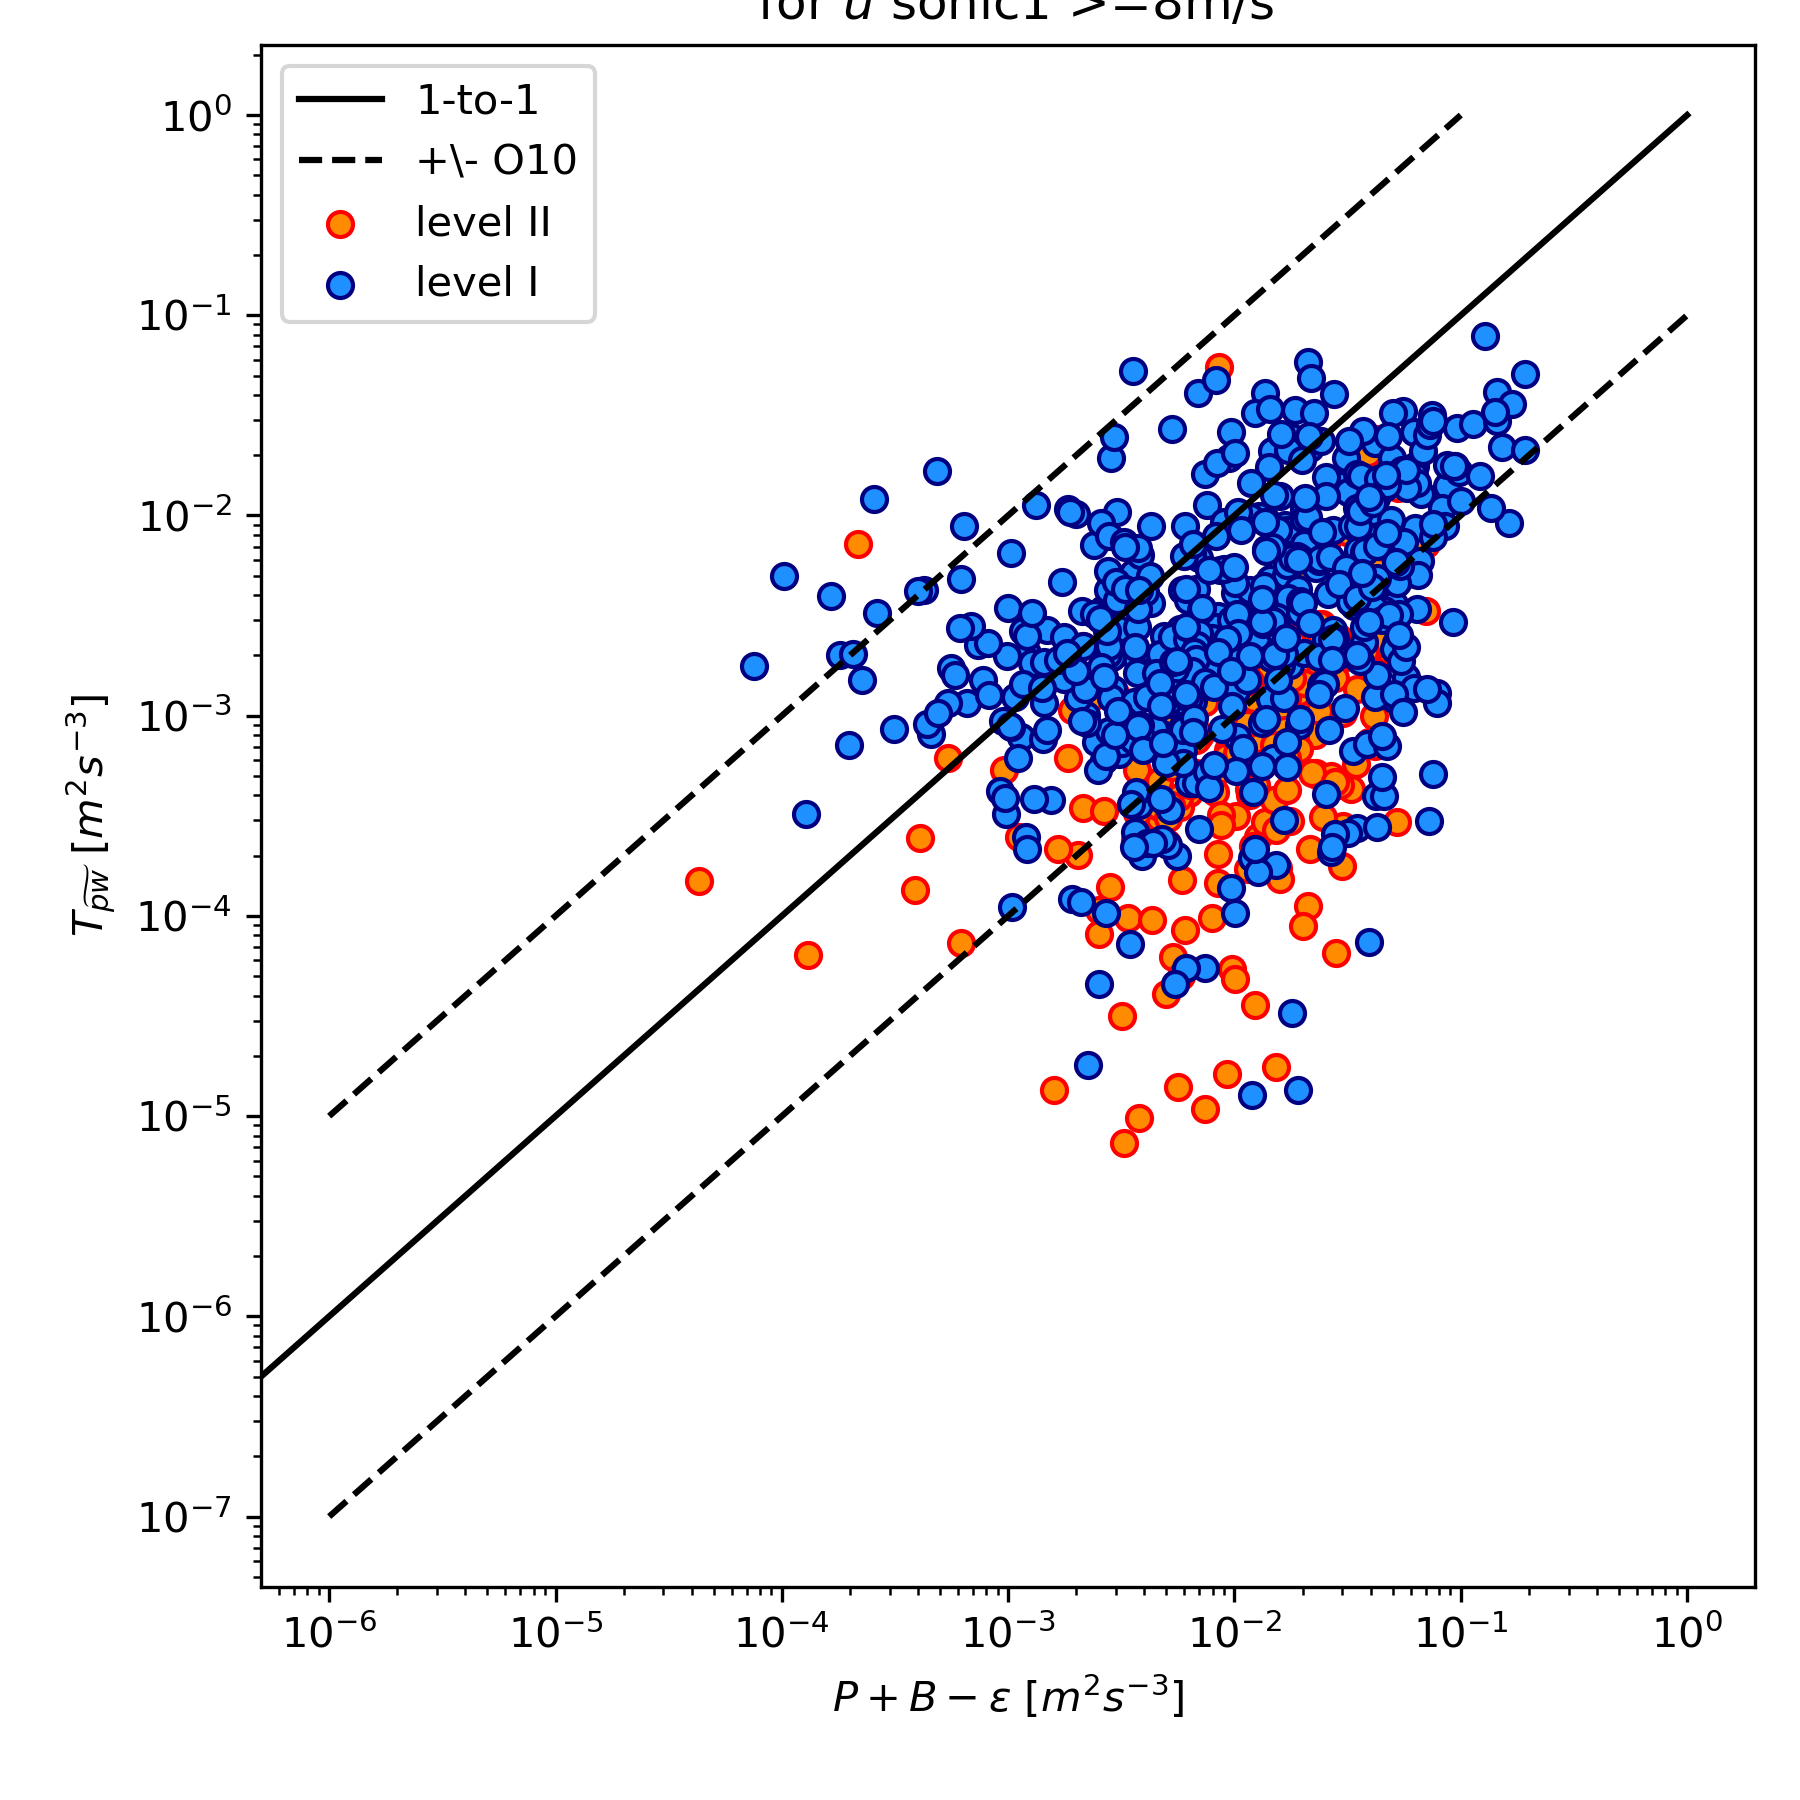 for u sonic1 >=8m/s
1-to-1
+\- O10
level II
level I
10⁰
10⁻¹
10⁻²
10⁻³
10⁻⁴
10⁻⁵
10⁻⁶
10⁻⁷
T_p̃w̃ [m²s⁻³]
10⁻⁶ 10⁻⁵ 10⁻⁴ 10⁻³ 10⁻² 10⁻¹ 10⁰
P + B − ε [m²s⁻³]